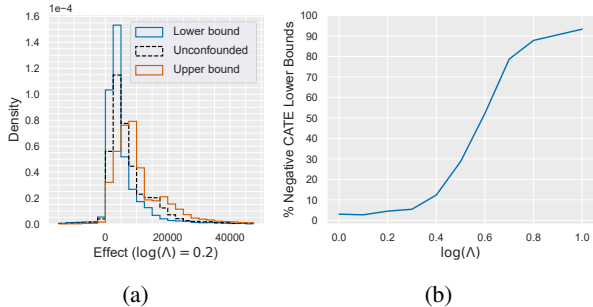 1e−4
1.6
1.4
1.2
1.0
0.8
0.6
0.4
0.2
0.0
Density
Lower bound
Unconfounded
Upper bound
0 20000 40000
Effect (log(Λ) = 0.2)
(a)
100
90
80
70
60
50
40
30
20
10
0
% Negative CATE Lower Bounds
0.0 0.2 0.4 0.6 0.8 1.0
log(Λ)
(b)